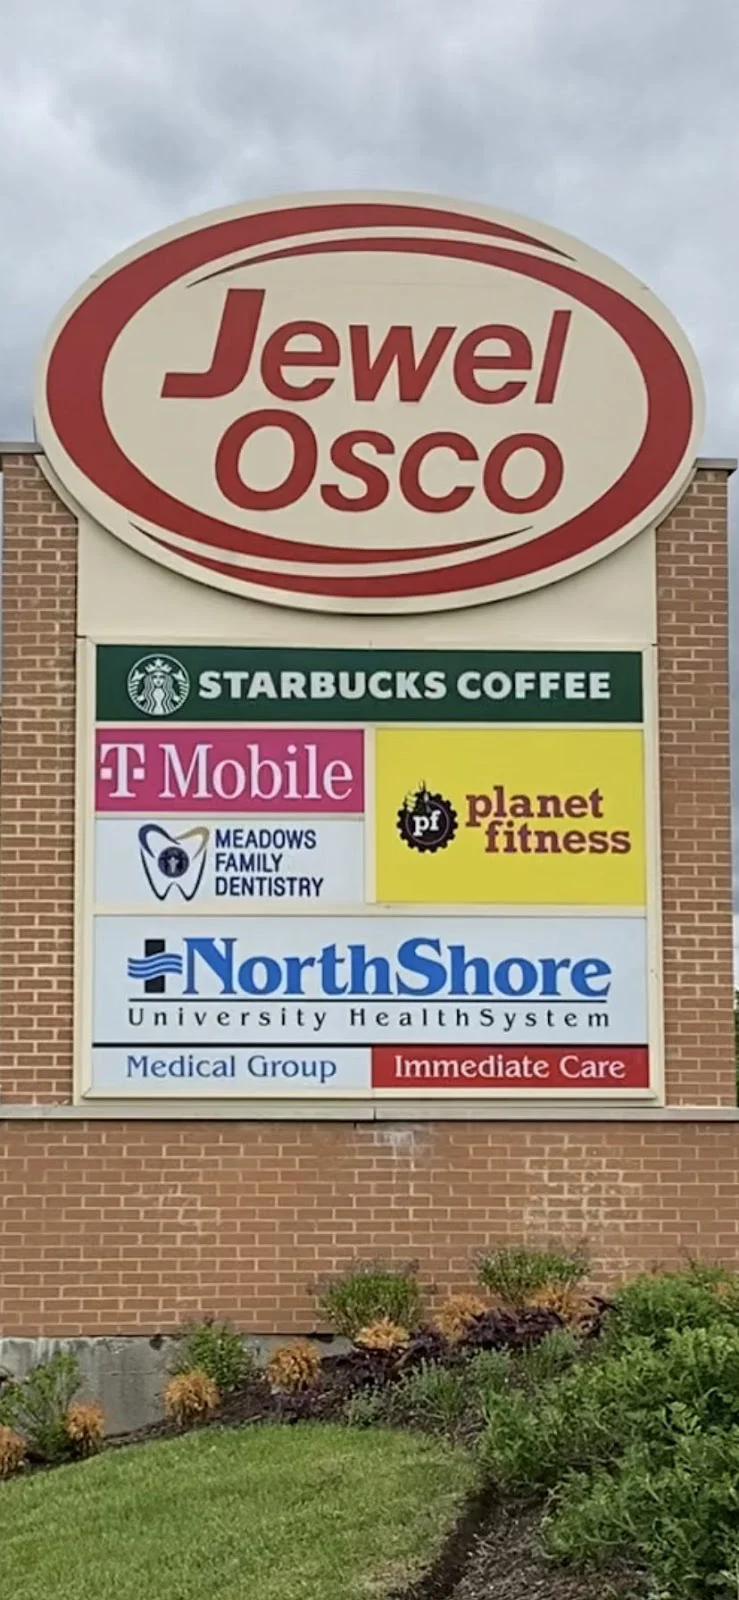 Jewel
Osco
STARBUCKS COFFEE
T Mobile
pf planet
fitness
MEADOWS
FAMILY
DENTISTRY
NorthShore
University HealthSystem
Medical Group
Immediate Care